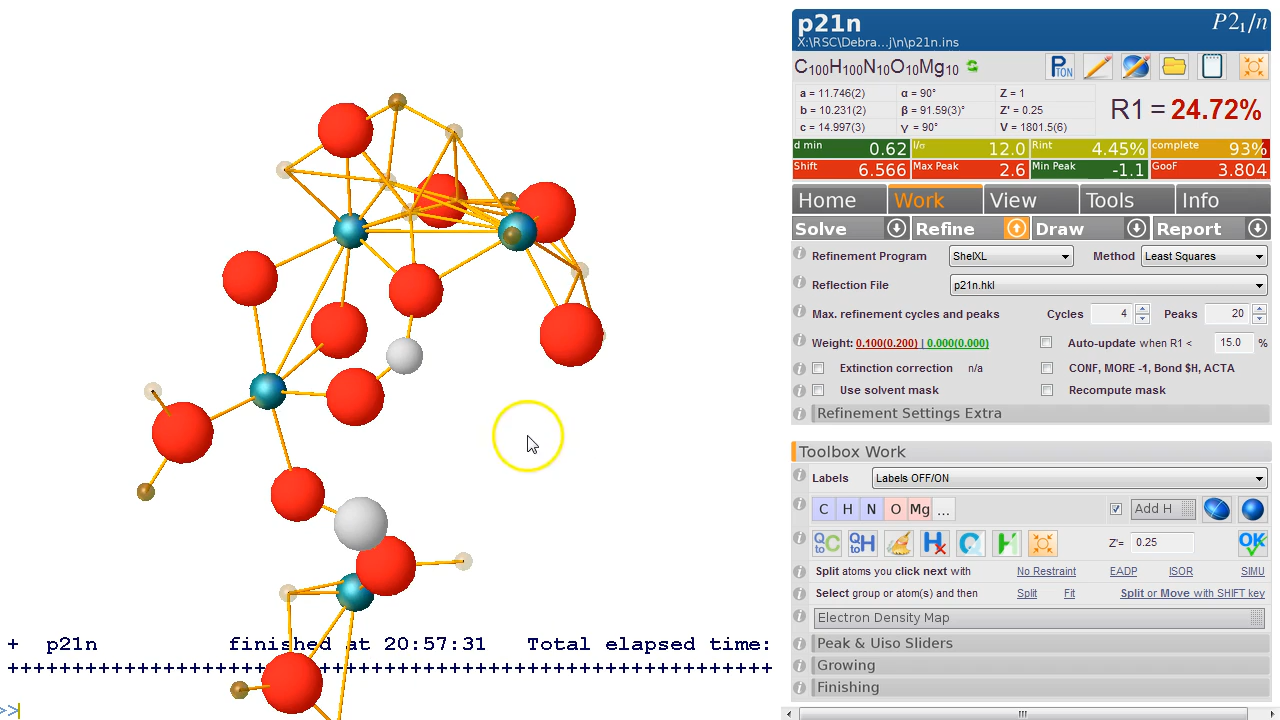 p21n
P2₁/n
X:\RSC\Debra...j\n\p21n.ins
C₁₀₀H₁₀₀N₁₀O₁₀Mg₁₀
PTON
a = 11.746(2) α = 90° Z = 1
b = 10.231(2) β = 91.59(3)° Z' = 0.25
c = 14.997(3) γ = 90° V = 1801.5(6)
R1 = 24.72%
d min 0.62 I/σ 12.0 Rint 4.45% complete 93%
Shift 6.566 Max Peak 2.6 Min Peak -1.1 GooF 3.804
Home Work View Tools Info
Solve Refine Draw Report
Refinement Program ShelXL Method Least Squares
Reflection File p21n.hkl
Max. refinement cycles and peaks Cycles 4 Peaks 20
Weight: 0.100(0.200) | 0.000(0.000) Auto-update when R1 < 15.0 %
Extinction correction n/a CONF, MORE -1, Bond $H, ACTA
Use solvent mask Recompute mask
Refinement Settings Extra
Toolbox Work
Labels Labels OFF/ON
C H N O Mg ... Add H
QtoC QtoH H Z'= 0.25 OK
Split atoms you click next with No Restraint EADP ISOR SIMU
Select group or atom(s) and then Split Fit Split or Move with SHIFT key
Electron Density Map
Peak & Uiso Sliders
Growing
Finishing
+ p21n finished at 20:57:31 Total elapsed time:
++++++++++++++++++++++++++++++++++++++++++++++++++++++++++
>>